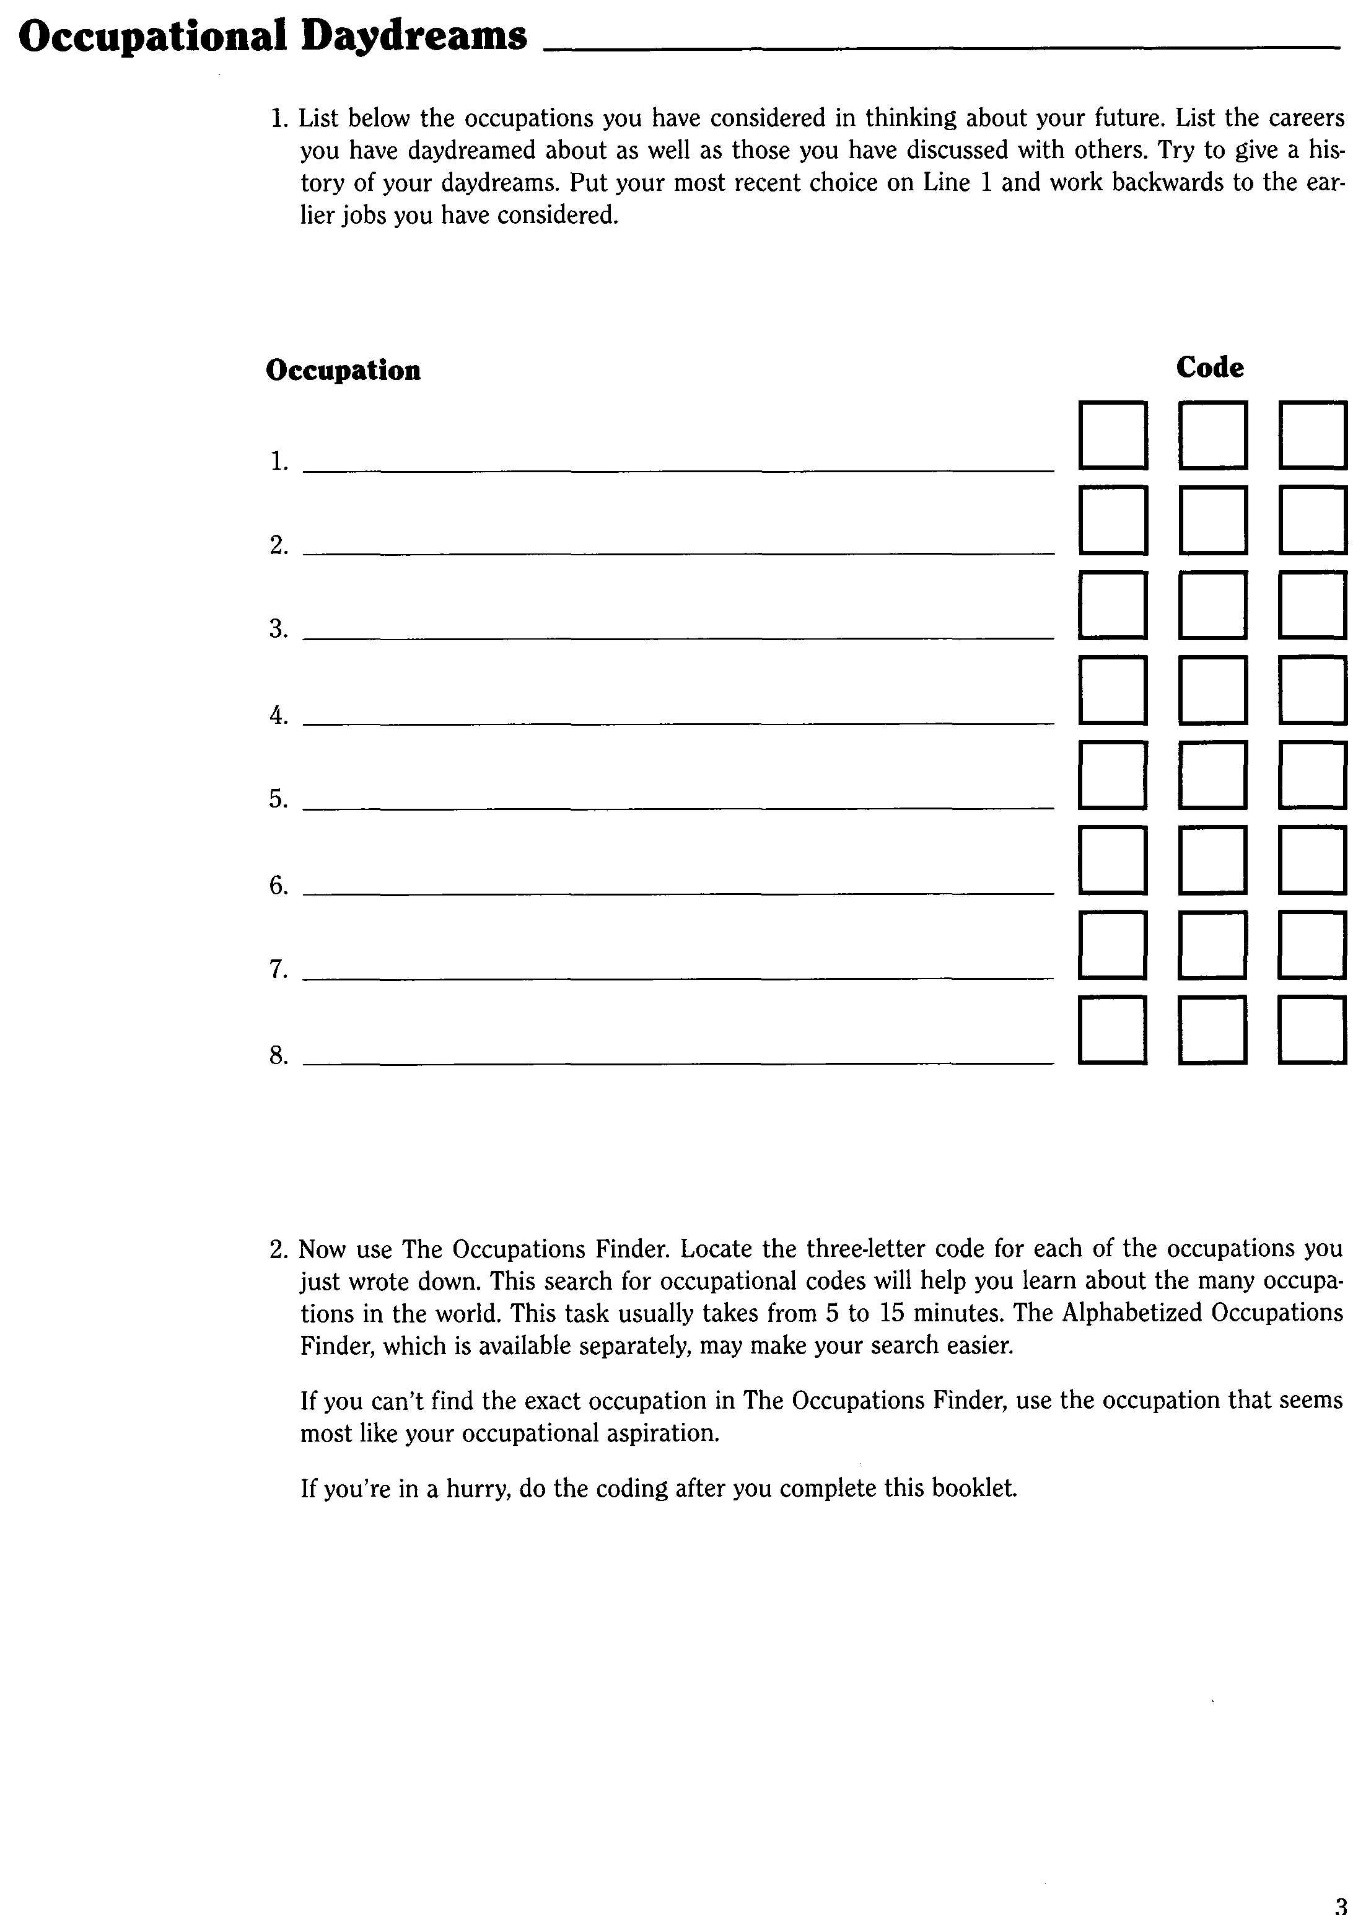 Occupational Daydreams
1. List below the occupations you have considered in thinking about your future. List the careers
you have daydreamed about as well as those you have discussed with others. Try to give a his-
tory of your daydreams. Put your most recent choice on Line 1 and work backwards to the ear-
lier jobs you have considered.
Occupation Code
1.
2.
3.
4.
5.
6.
7.
8.
2. Now use The Occupations Finder. Locate the three-letter code for each of the occupations you
just wrote down. This search for occupational codes will help you learn about the many occupa-
tions in the world. This task usually takes from 5 to 15 minutes. The Alphabetized Occupations
Finder, which is available separately, may make your search easier.
If you can't find the exact occupation in The Occupations Finder, use the occupation that seems
most like your occupational aspiration.
If you're in a hurry, do the coding after you complete this booklet.
3